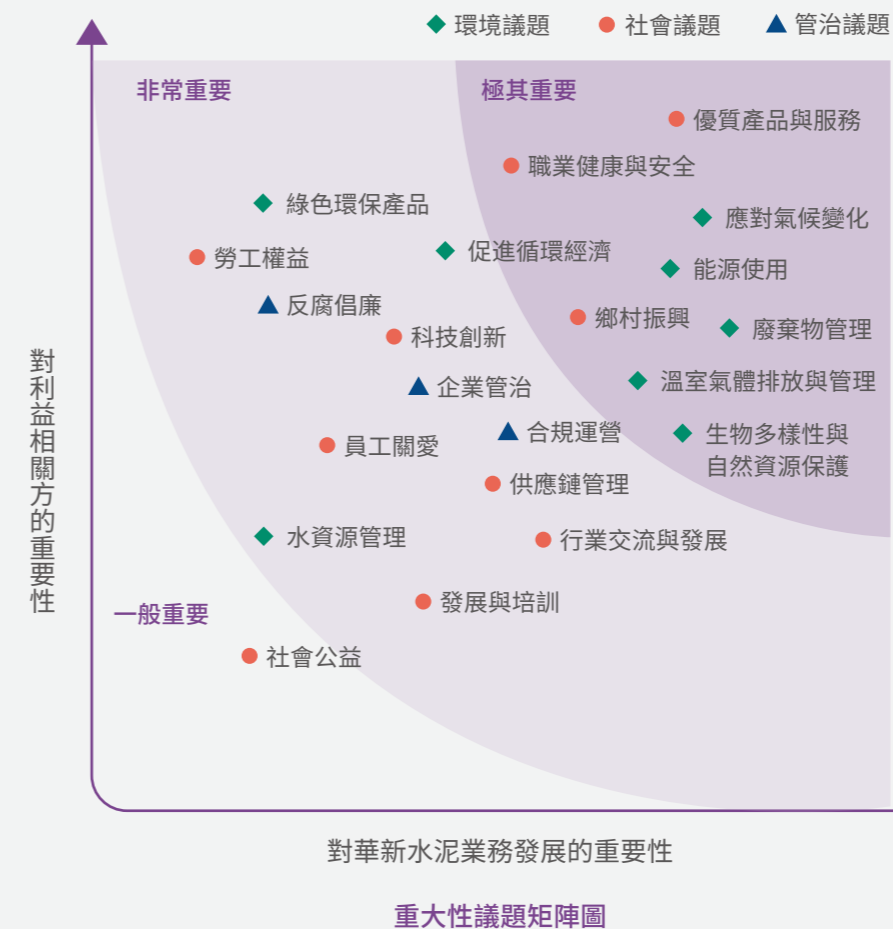 環境議題
社會議題
管治議題
非常重要
極其重要
優質產品與服務
職業健康與安全
綠色環保產品
應對氣候變化
促進循環經濟
勞工權益
能源使用
反腐倡廉
鄉村振興
廢棄物管理
科技創新
溫室氣體排放與管理
企業管治
合規運營
生物多樣性與
自然資源保護
員工關愛
供應鏈管理
水資源管理
行業交流與發展
發展與培訓
一般重要
社會公益
對利益相關方的重要性
對華新水泥業務發展的重要性
重大性議題矩陣圖